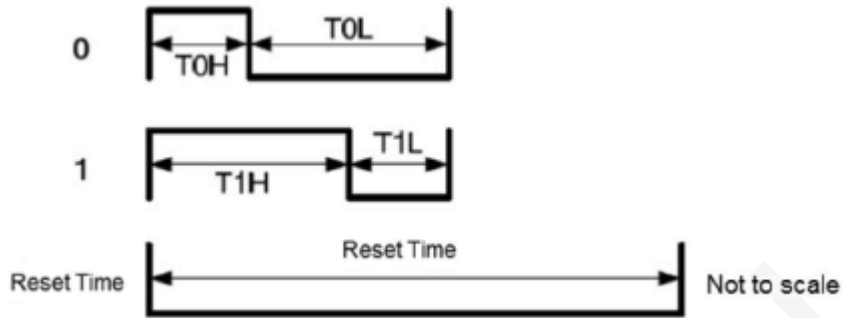 0
T0H
T0L
1
T1H
T1L
Reset Time
Reset Time
Not to scale